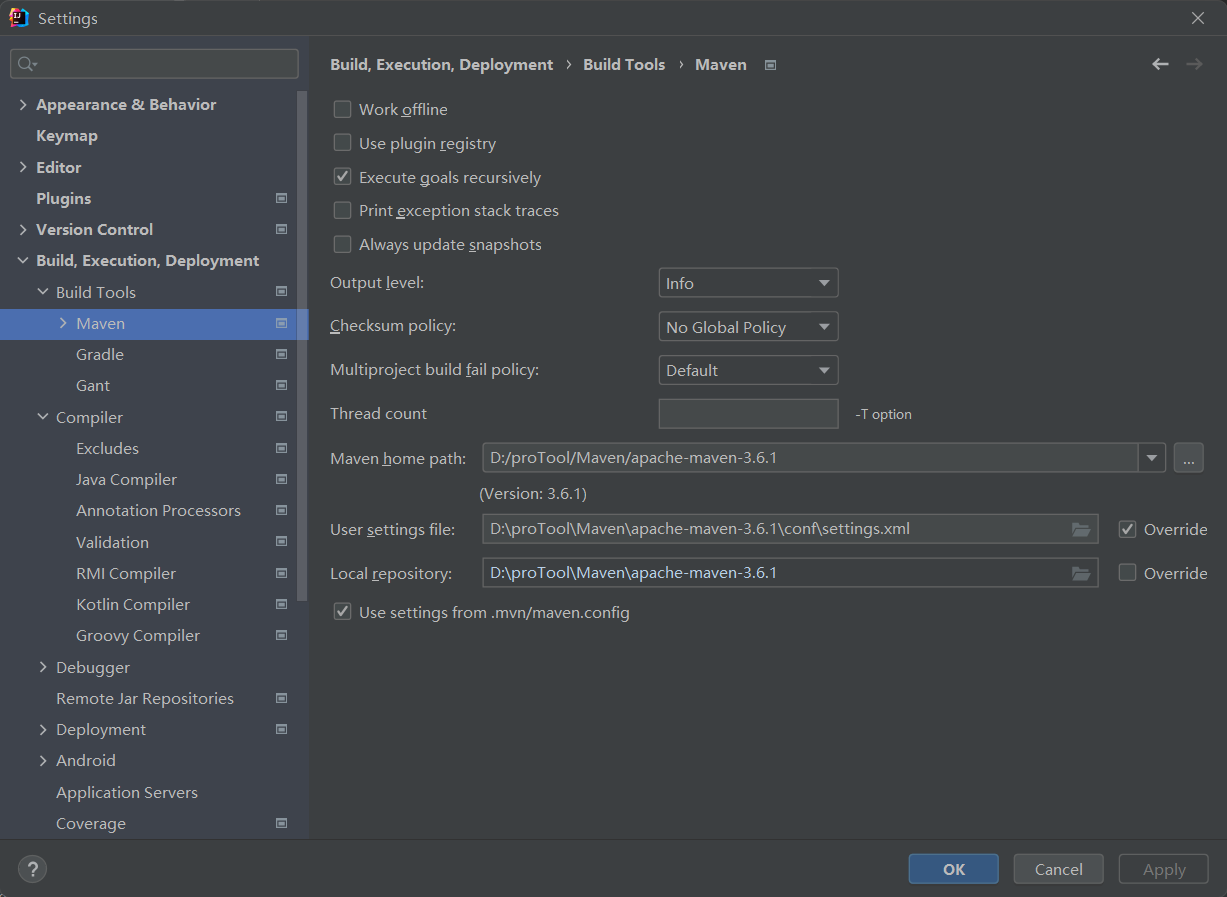 Settings
Appearance & Behavior
Keymap
Editor
Plugins
Version Control
Build, Execution, Deployment
Build Tools
Maven
Gradle
Gant
Compiler
Excludes
Java Compiler
Annotation Processors
Validation
RMI Compiler
Kotlin Compiler
Groovy Compiler
Debugger
Remote Jar Repositories
Deployment
Android
Application Servers
Coverage
Build, Execution, Deployment › Build Tools › Maven
Work offline
Use plugin registry
Execute goals recursively
Print exception stack traces
Always update snapshots
Output level: Info
Checksum policy: No Global Policy
Multiproject build fail policy: Default
Thread count -T option
Maven home path: D:/proTool/Maven/apache-maven-3.6.1 ...
(Version: 3.6.1)
User settings file: D:\proTool\Maven\apache-maven-3.6.1\conf\settings.xml Override
Local repository: D:\proTool\Maven\apache-maven-3.6.1 Override
Use settings from .mvn/maven.config
? OK Cancel Apply